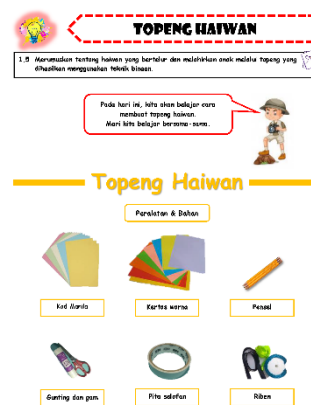 TOPENG HAIWAN
1.5 Merumuskan tentang haiwan yang bertelur dan melahirkan anak melalui topeng yang
dihasilkan menggunakan teknik binaan.
Pada hari ini, kita akan belajar cara
membuat topeng haiwan.
Mari kita belajar bersama-sama.
Topeng Haiwan
Peralatan & Bahan
Kad Manila
Kertas warna
Pensel
Gunting dan gam
Pita selofan
Riben